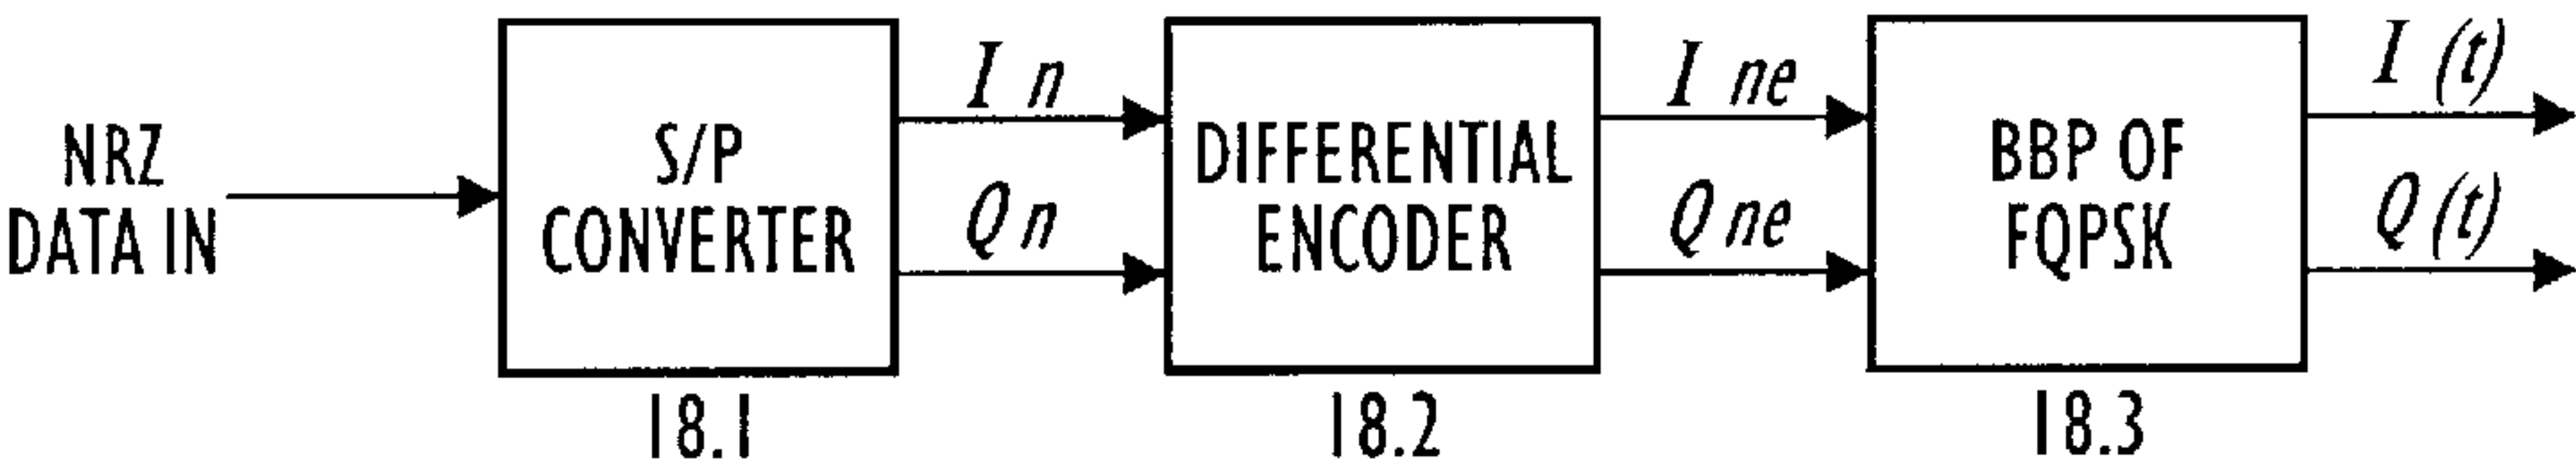 NRZ
DATA IN
S/P
CONVERTER
18.1
I n
Q n
DIFFERENTIAL
ENCODER
18.2
I ne
Q ne
BBP OF
FQPSK
18.3
I (t)
Q (t)